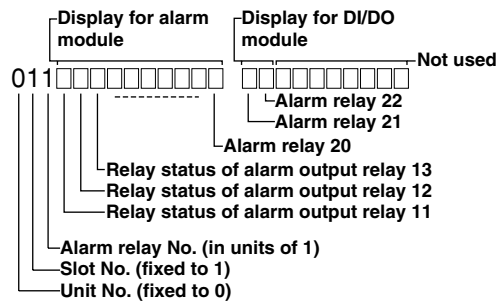 Display for alarm module
Display for DI/DO module
Not used
011
Alarm relay 22
Alarm relay 21
Alarm relay 20
Relay status of alarm output relay 13
Relay status of alarm output relay 12
Relay status of alarm output relay 11
Alarm relay No. (in units of 1)
Slot No. (fixed to 1)
Unit No. (fixed to 0)